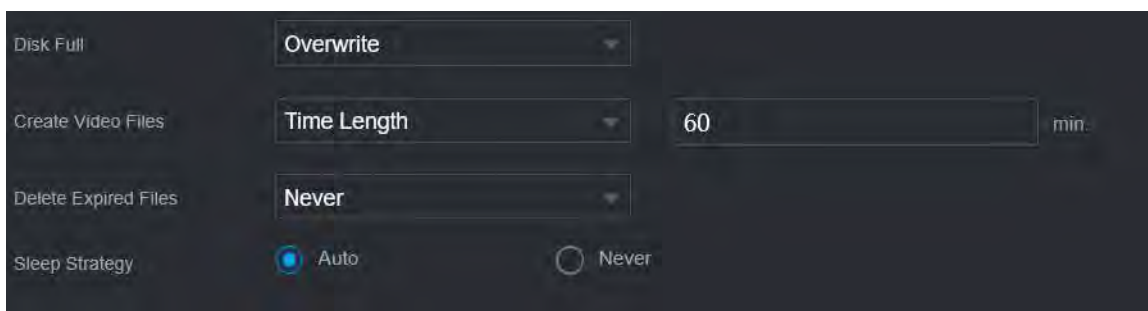 Disk Full Overwrite
Create Video Files Time Length 60 min.
Delete Expired Files Never
Sleep Strategy Auto Never